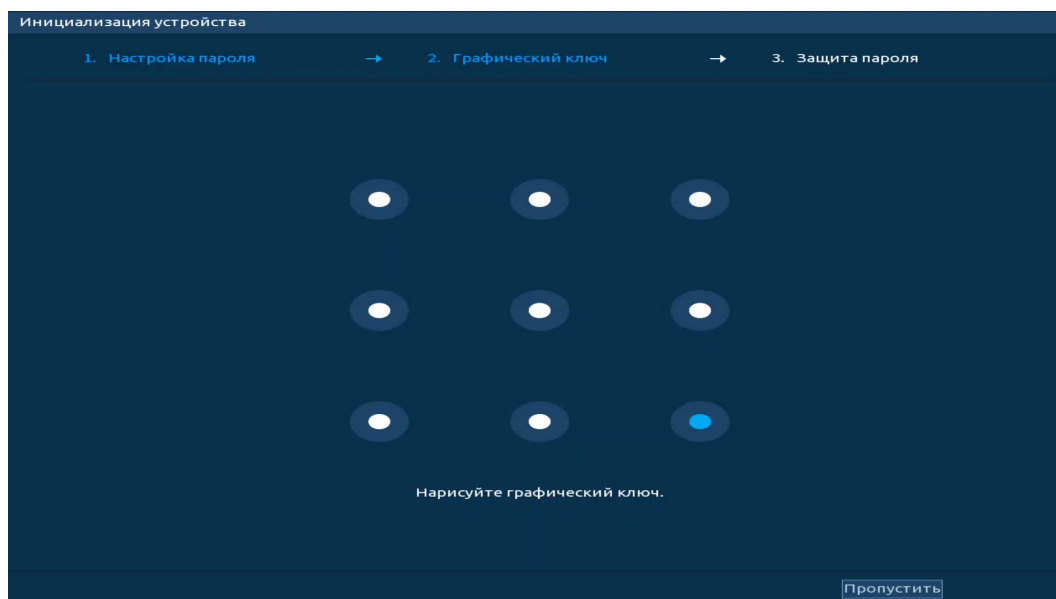 Инициализация устройства
1. Настройка пароля → 2. Графический ключ → 3. Защита пароля
Нарисуйте графический ключ.
Пропустить